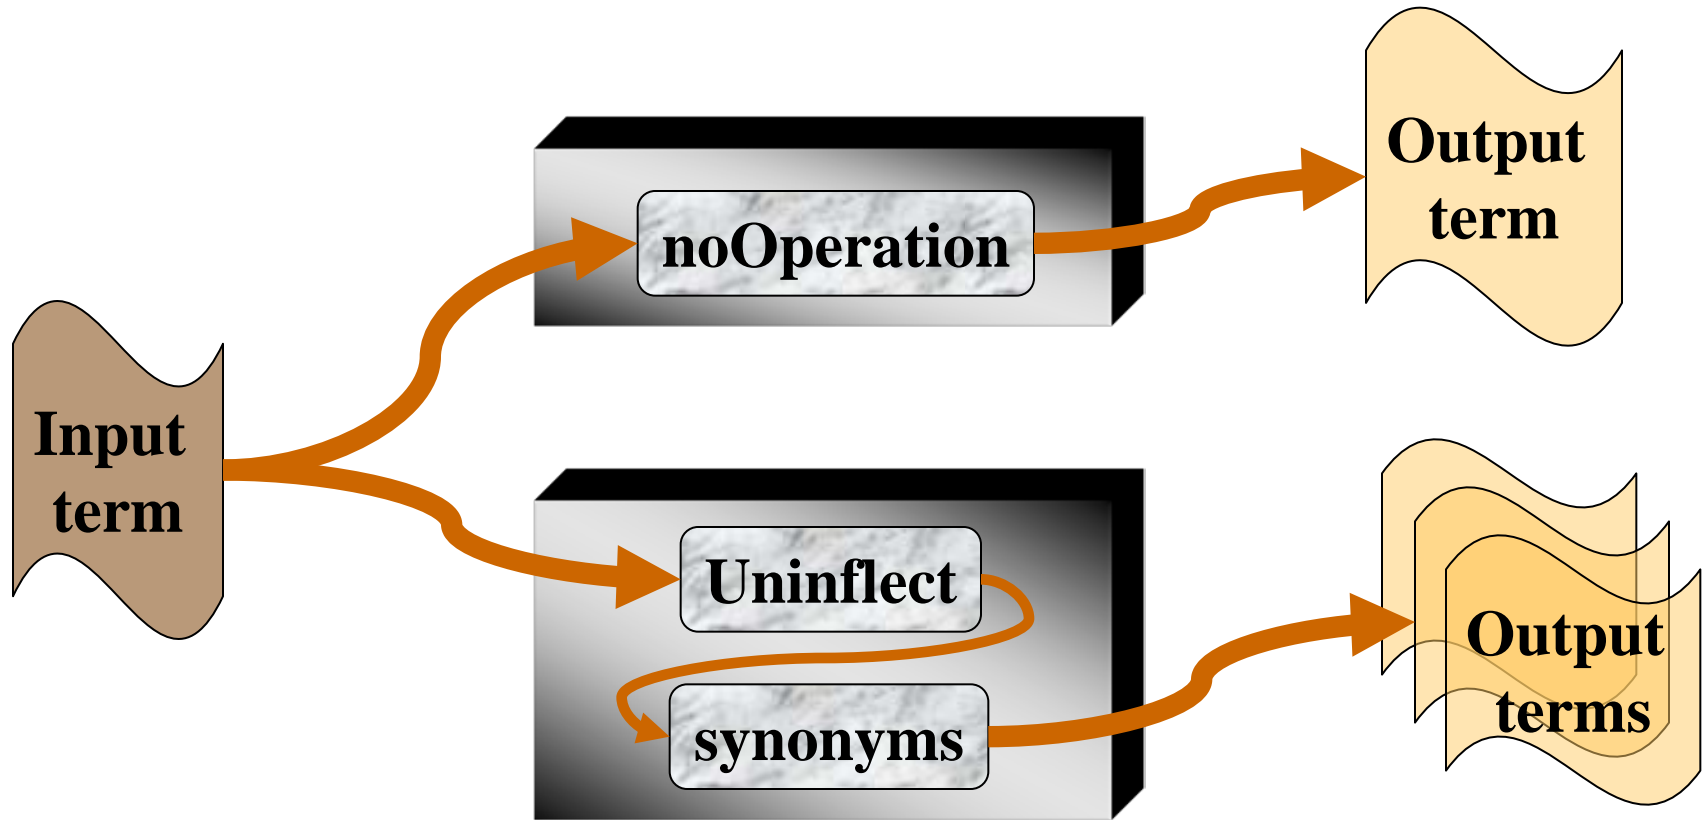 Input
term
noOperation
Output
term
Uninflect
synonyms
Output
terms